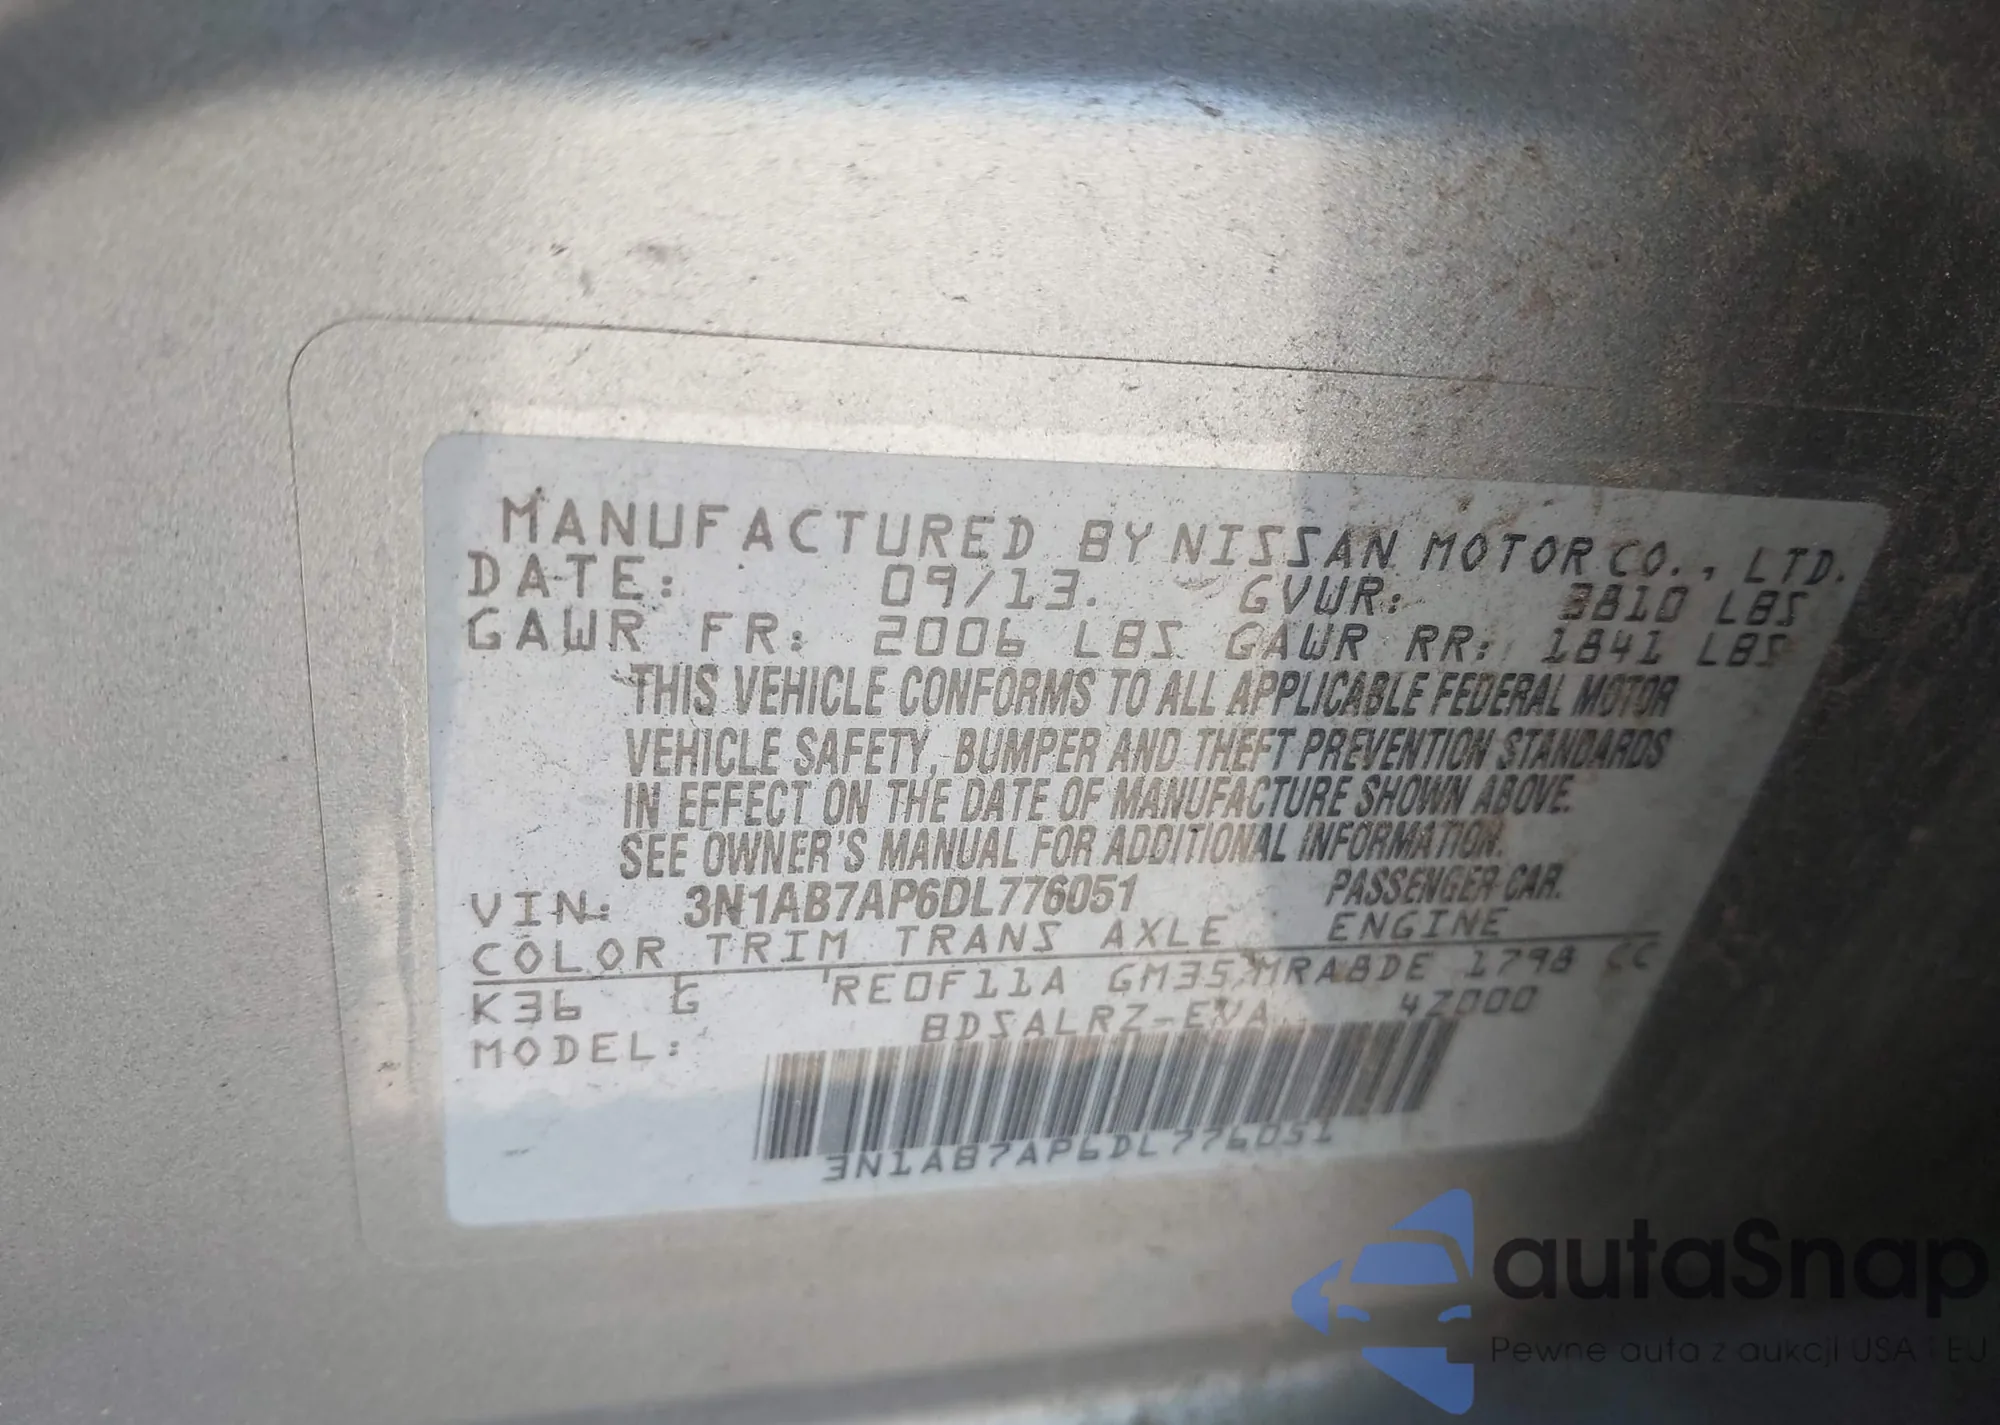 MANUFACTURED BY NISSAN MOTOR CO., LTD.
DATE: 09/13. GVWR: 3810 LBS
GAWR FR: 2006 LBS GAWR RR: 1841 LBS
THIS VEHICLE CONFORMS TO ALL APPLICABLE FEDERAL MOTOR
VEHICLE SAFETY, BUMPER AND THEFT PREVENTION STANDARDS
IN EFFECT ON THE DATE OF MANUFACTURE SHOWN ABOVE.
SEE OWNER'S MANUAL FOR ADDITIONAL INFORMATION.
VIN: 3N1AB7AP6DL776051 PASSENGER CAR.
COLOR TRIM TRANS AXLE ENGINE
K36 G RE0F11A GM35 MRA8DE 1798 CC
MODEL: BDSALRZ-EVA 4Z000
3N1AB7AP6DL776051
autaSnap
Pewne auta z aukcji USA i EU